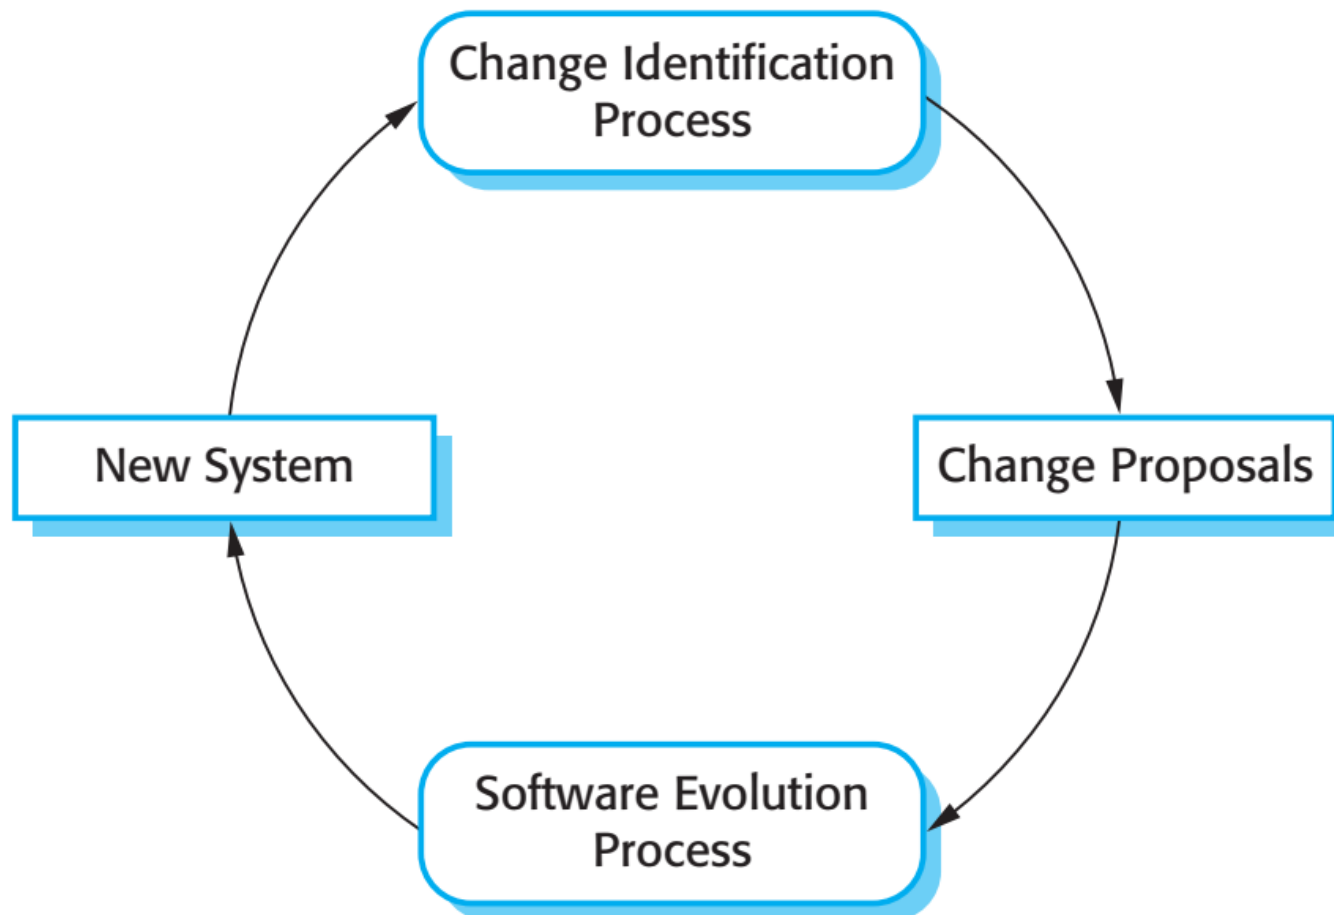 Change Identification
Process
New System
Change Proposals
Software Evolution
Process